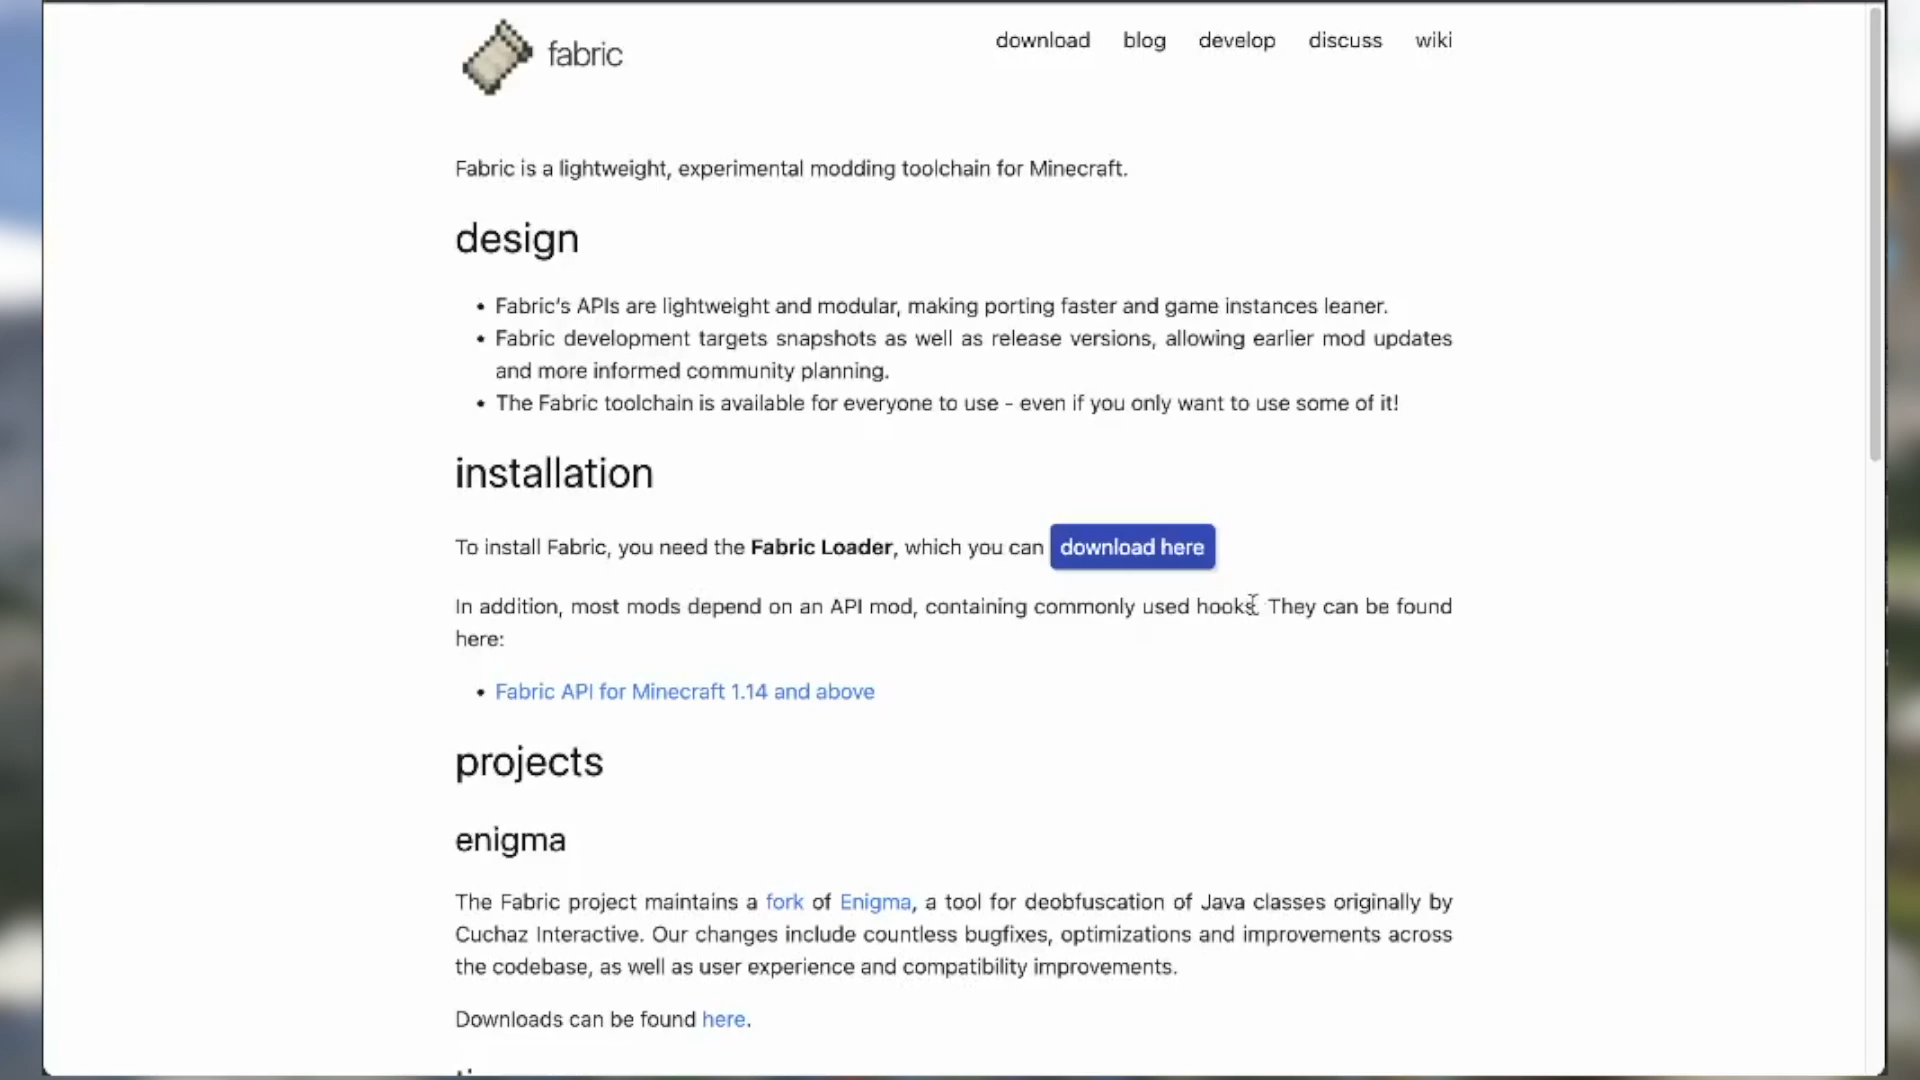 fabric
download blog develop discuss wiki
Fabric is a lightweight, experimental modding toolchain for Minecraft.
design
• Fabric's APIs are lightweight and modular, making porting faster and game instances leaner.
• Fabric development targets snapshots as well as release versions, allowing earlier mod updates
and more informed community planning.
• The Fabric toolchain is available for everyone to use - even if you only want to use some of it!
installation
To install Fabric, you need the Fabric Loader, which you can download here
In addition, most mods depend on an API mod, containing commonly used hooks. They can be found
here:
• Fabric API for Minecraft 1.14 and above
projects
enigma
The Fabric project maintains a fork of Enigma, a tool for deobfuscation of Java classes originally by
Cuchaz Interactive. Our changes include countless bugfixes, optimizations and improvements across
the codebase, as well as user experience and compatibility improvements.
Downloads can be found here.